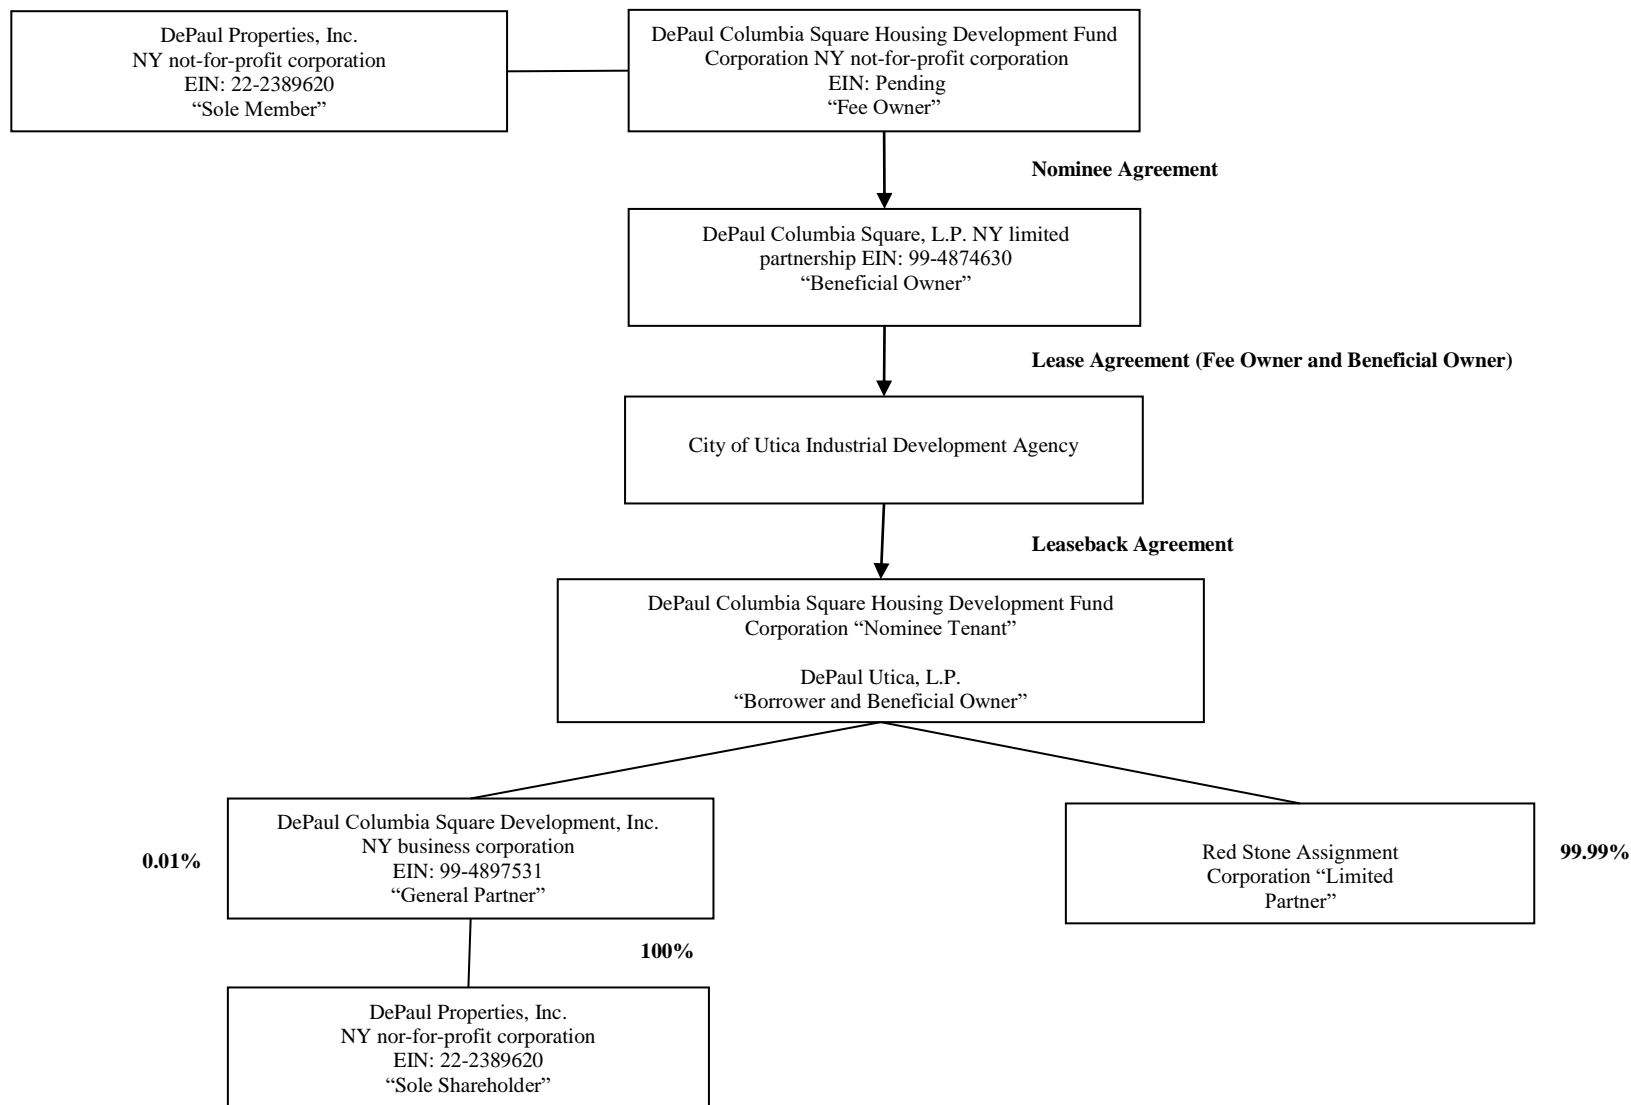 DePaul Properties, Inc.
NY not-for-profit corporation
EIN: 22-2389620
“Sole Member”
DePaul Columbia Square Housing Development Fund
Corporation NY not-for-profit corporation
EIN: Pending
“Fee Owner”
Nominee Agreement
DePaul Columbia Square, L.P. NY limited
partnership EIN: 99-4874630
“Beneficial Owner”
Lease Agreement (Fee Owner and Beneficial Owner)
City of Utica Industrial Development Agency
Leaseback Agreement
DePaul Columbia Square Housing Development Fund
Corporation “Nominee Tenant”
DePaul Utica, L.P.
“Borrower and Beneficial Owner”
0.01%
DePaul Columbia Square Development, Inc.
NY business corporation
EIN: 99-4897531
“General Partner”
Red Stone Assignment
Corporation “Limited
Partner”
99.99%
100%
DePaul Properties, Inc.
NY nor-for-profit corporation
EIN: 22-2389620
“Sole Shareholder”